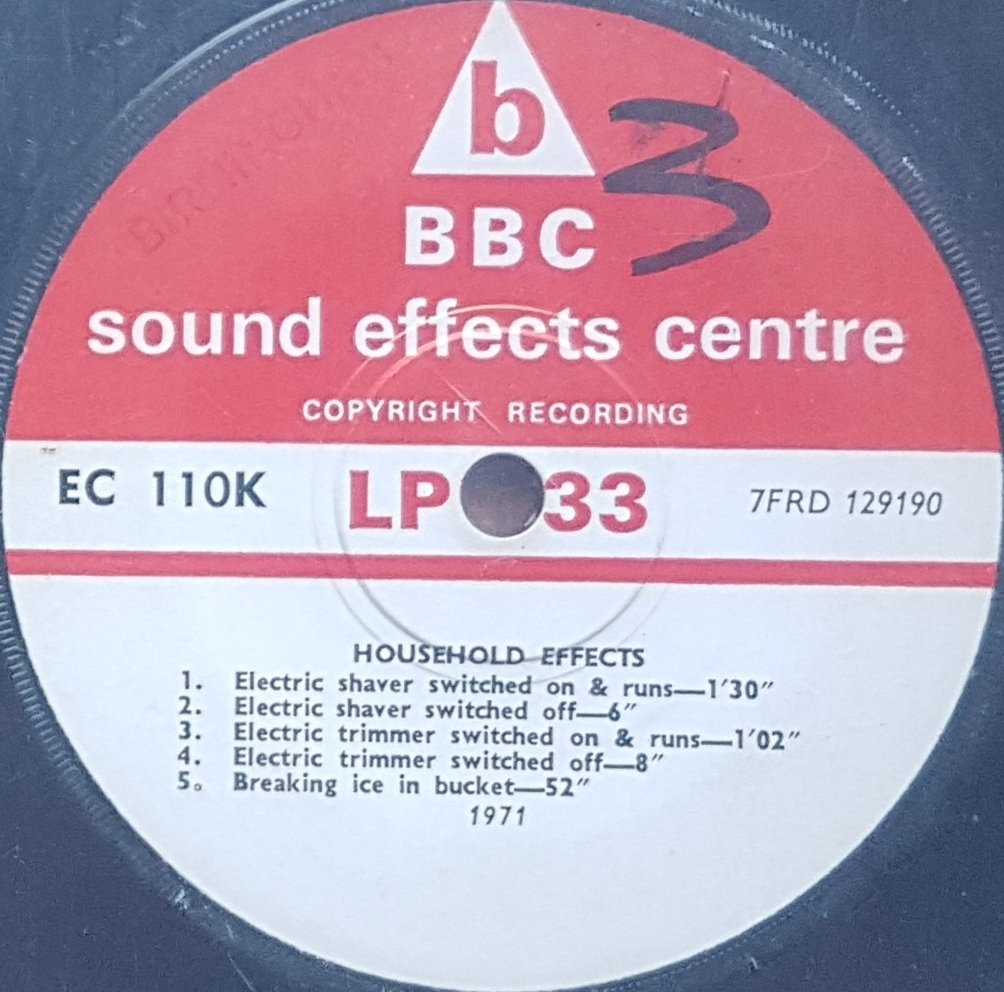 b
3
BBC
sound effects centre
COPYRIGHT RECORDING
EC 110K LP 33 7FRD 129190
HOUSEHOLD EFFECTS
1. Electric shaver switched on & runs—1′30″
2. Electric shaver switched off—6″
3. Electric trimmer switched on & runs—1′02″
4. Electric trimmer switched off—8″
5. Breaking ice in bucket—52″
1971